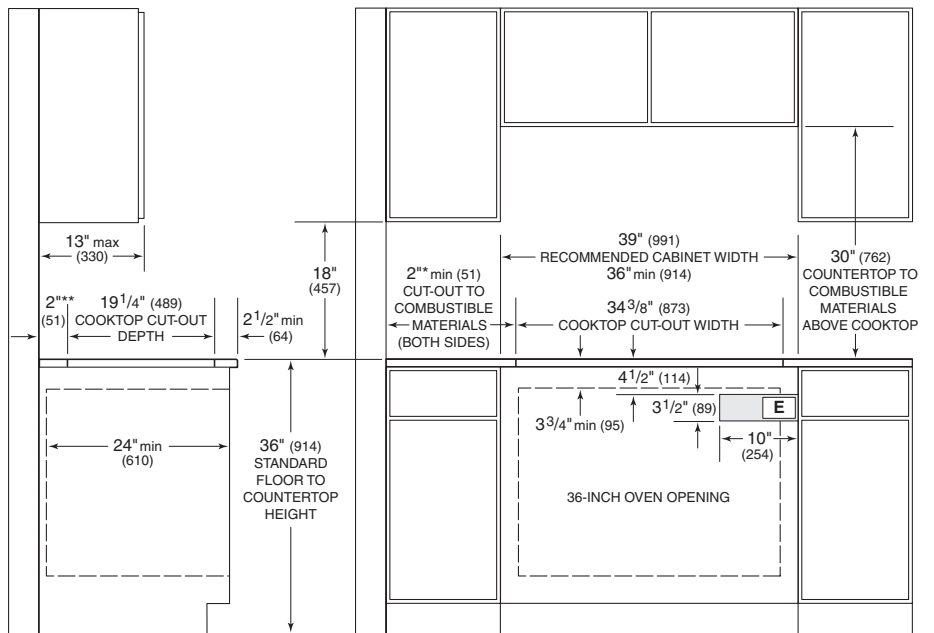 13" max
(330)
2"**
(51)
19 1/4" (489)
COOKTOP CUT-OUT
DEPTH
2 1/2" min
(64)
18"
(457)
24" min
(610)
36" (914)
STANDARD
FLOOR TO
COUNTERTOP
HEIGHT
2"* min (51)
CUT-OUT TO
COMBUSTIBLE
MATERIALS
(BOTH SIDES)
39" (991)
RECOMMENDED CABINET WIDTH
36" min (914)
34 3/8" (873)
COOKTOP CUT-OUT WIDTH
30" (762)
COUNTERTOP TO
COMBUSTIBLE
MATERIALS
ABOVE COOKTOP
4 1/2" (114)
3 1/2" (89)
E
3 3/4" min (95)
10"
(254)
36-INCH OVEN OPENING